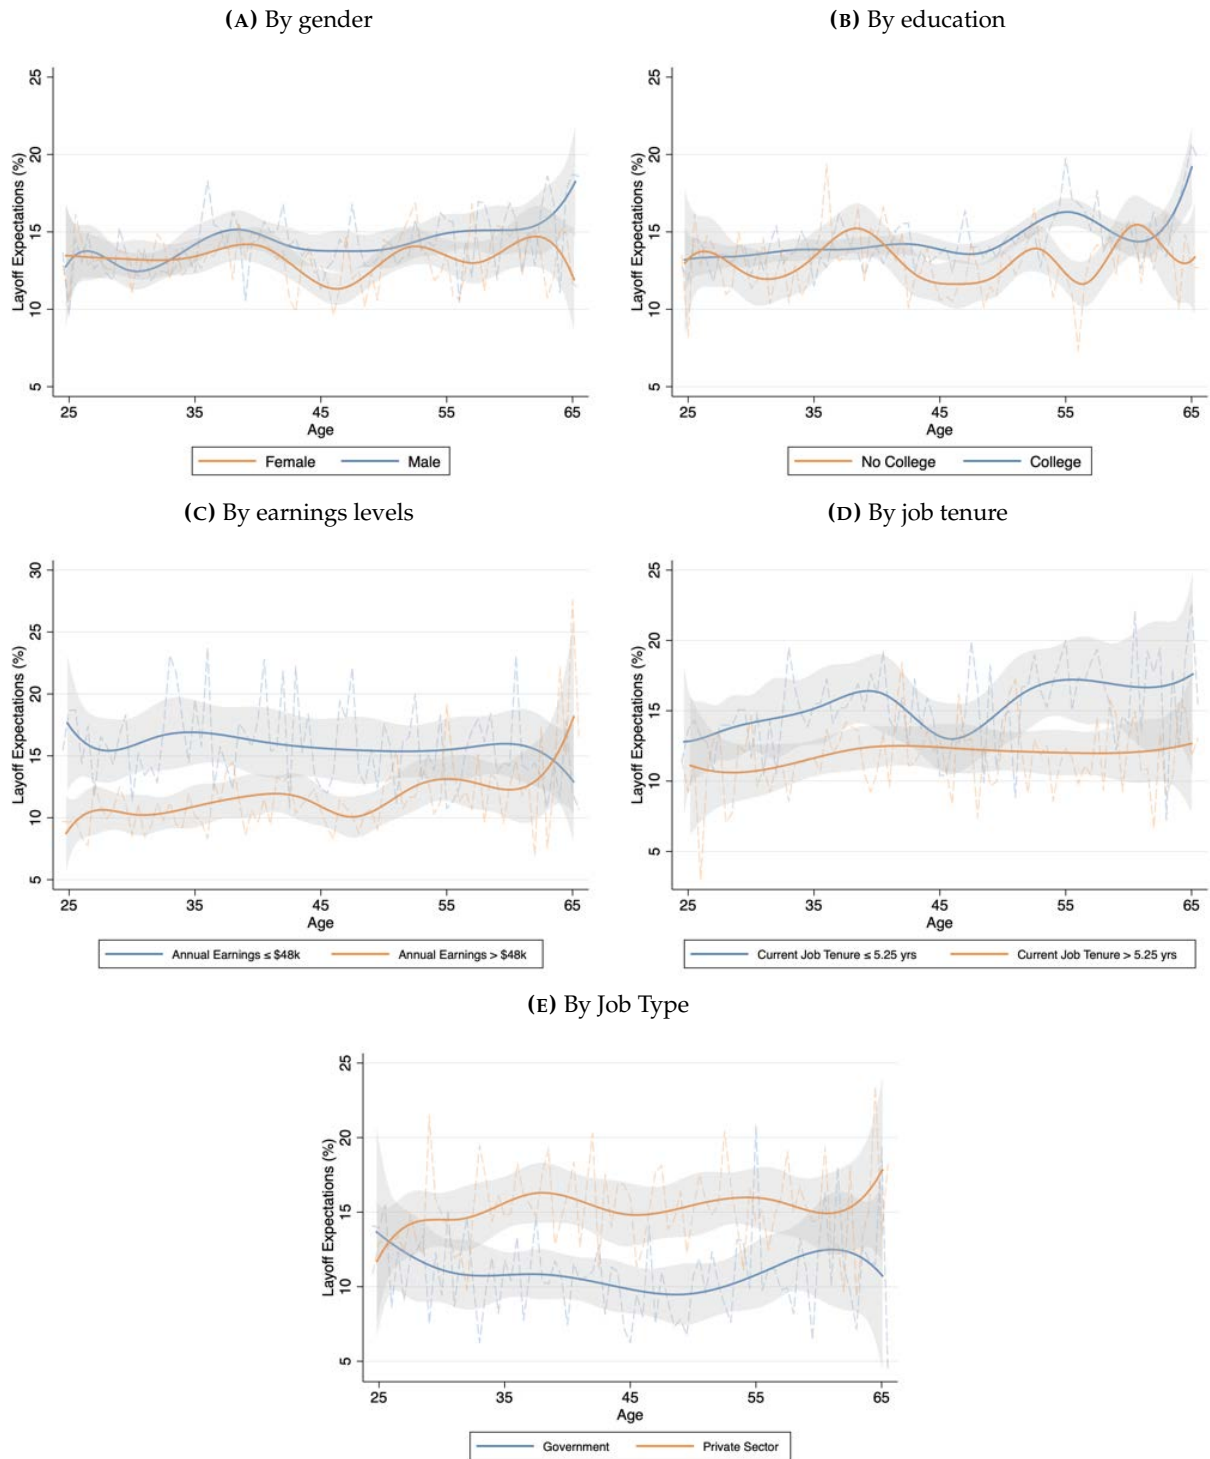 (A) By gender
(B) By education
Layoff Expectations (%)
25
20
15
10
5
25 35 45 55 65
Age
Female Male
Layoff Expectations (%)
25
20
15
10
5
25 35 45 55 65
Age
No College College
(C) By earnings levels
(D) By job tenure
Layoff Expectations (%)
30
25
20
15
10
5
25 35 45 55 65
Age
Annual Earnings ≤ $48k Annual Earnings > $48k
Layoff Expectations (%)
25
20
15
10
5
25 35 45 55 65
Age
Current Job Tenure ≤ 5.25 yrs Current Job Tenure > 5.25 yrs
(E) By Job Type
Layoff Expectations (%)
25
20
15
10
5
25 35 45 55 65
Age
Government Private Sector